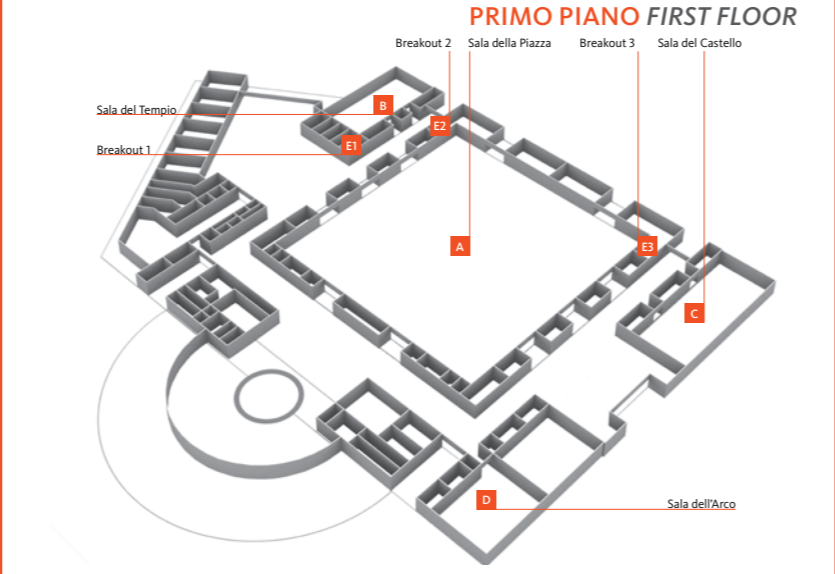 PRIMO PIANO FIRST FLOOR
Breakout 2 Sala della Piazza Breakout 3 Sala del Castello
Sala del Tempio
B
E2
Breakout 1
E1
A
E3
C
D
Sala dell'Arco